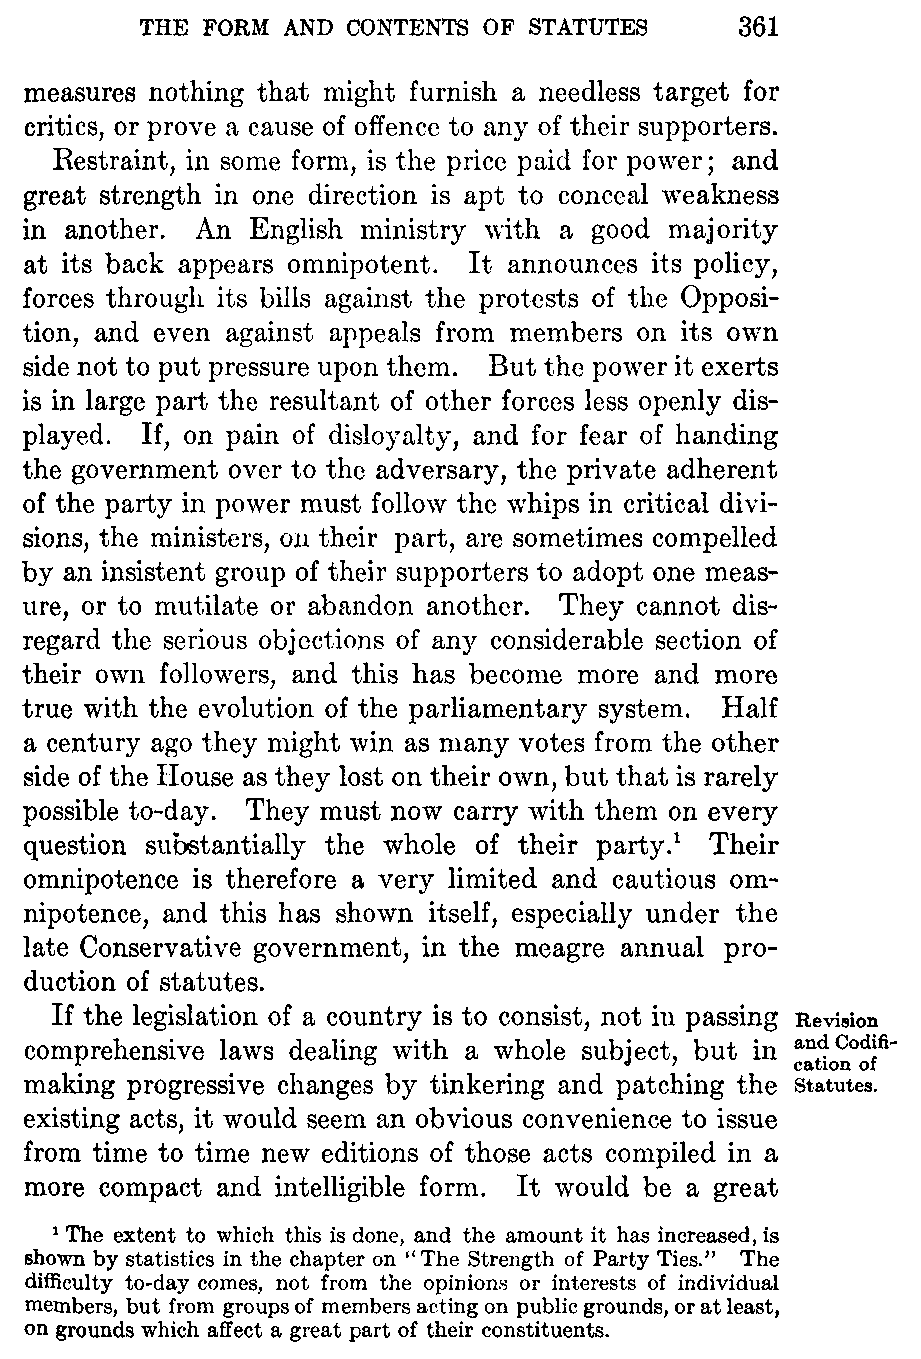 THE FORM AND CONTENTS OF STATUTES 361
measures nothing that might furnish a needless target for
critics, or prove a cause of offence to any of their supporters.
Restraint, in some form, is the price paid for power; and
great strength in one direction is apt to conceal weakness
in another. An English ministry with a good majority
at its back appears omnipotent. It announces its policy,
forces through its bills against the protests of the Opposi-
tion, and even against appeals from members on its own
side not to put pressure upon them. But the power it exerts
is in large part the resultant of other forces less openly dis-
played. If, on pain of disloyalty, and for fear of handing
the government over to the adversary, the private adherent
of the party in power must follow the whips in critical divi-
sions, the ministers, on their part, are sometimes compelled
by an insistent group of their supporters to adopt one meas-
ure, or to mutilate or abandon another. They cannot dis-
regard the serious objections of any considerable section of
their own followers, and this has become more and more
true with the evolution of the parliamentary system. Half
a century ago they might win as many votes from the other
side of the House as they lost on their own, but that is rarely
possible to-day. They must now carry with them on every
question substantially the whole of their party.¹ Their
omnipotence is therefore a very limited and cautious om-
nipotence, and this has shown itself, especially under the
late Conservative government, in the meagre annual pro-
duction of statutes.
If the legislation of a country is to consist, not in passing
comprehensive laws dealing with a whole subject, but in
making progressive changes by tinkering and patching the
existing acts, it would seem an obvious convenience to issue
from time to time new editions of those acts compiled in a
more compact and intelligible form. It would be a great
Revision
and Codifi-
cation of
Statutes.
¹ The extent to which this is done, and the amount it has increased, is
shown by statistics in the chapter on "The Strength of Party Ties." The
difficulty to-day comes, not from the opinions or interests of individual
members, but from groups of members acting on public grounds, or at least,
on grounds which affect a great part of their constituents.